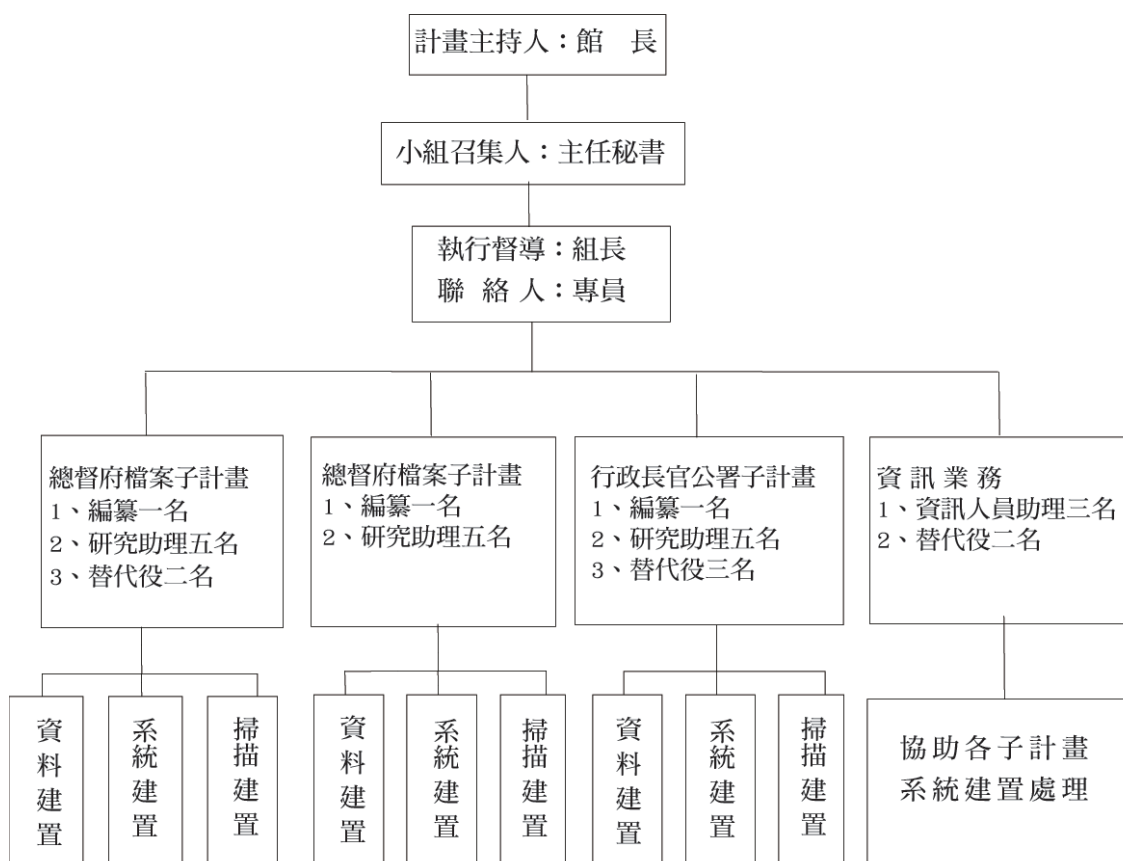 計畫主持人：館　長
小組召集人：主任秘書
執行督導：組長
聯 絡 人：專員
總督府檔案子計畫
1、編纂一名
2、研究助理五名
3、替代役二名
總督府檔案子計畫
1、編纂一名
2、研究助理五名
行政長官公署子計畫
1、編纂一名
2、研究助理五名
3、替代役三名
資訊業務
1、資訊人員助理三名
2、替代役二名
資料建置
系統建置
掃描建置
資料建置
系統建置
掃描建置
資料建置
系統建置
掃描建置
協助各子計畫
系統建置處理